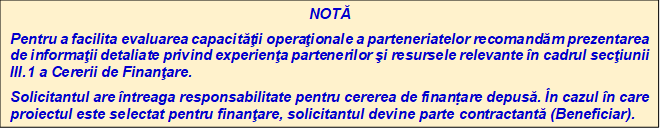 NOTĂ
Pentru a facilita evaluarea capacităţii operaţionale a parteneriatelor recomandăm prezentarea
de informaţii detaliate privind experienţa partenerilor şi resursele relevante în cadrul secţiunii
III.1 a Cererii de Finanţare.
Solicitantul are întreaga responsabilitate pentru cererea de finanțare depusă. În cazul în care
proiectul este selectat pentru finanţare, solicitantul devine parte contractantă (Beneficiar).